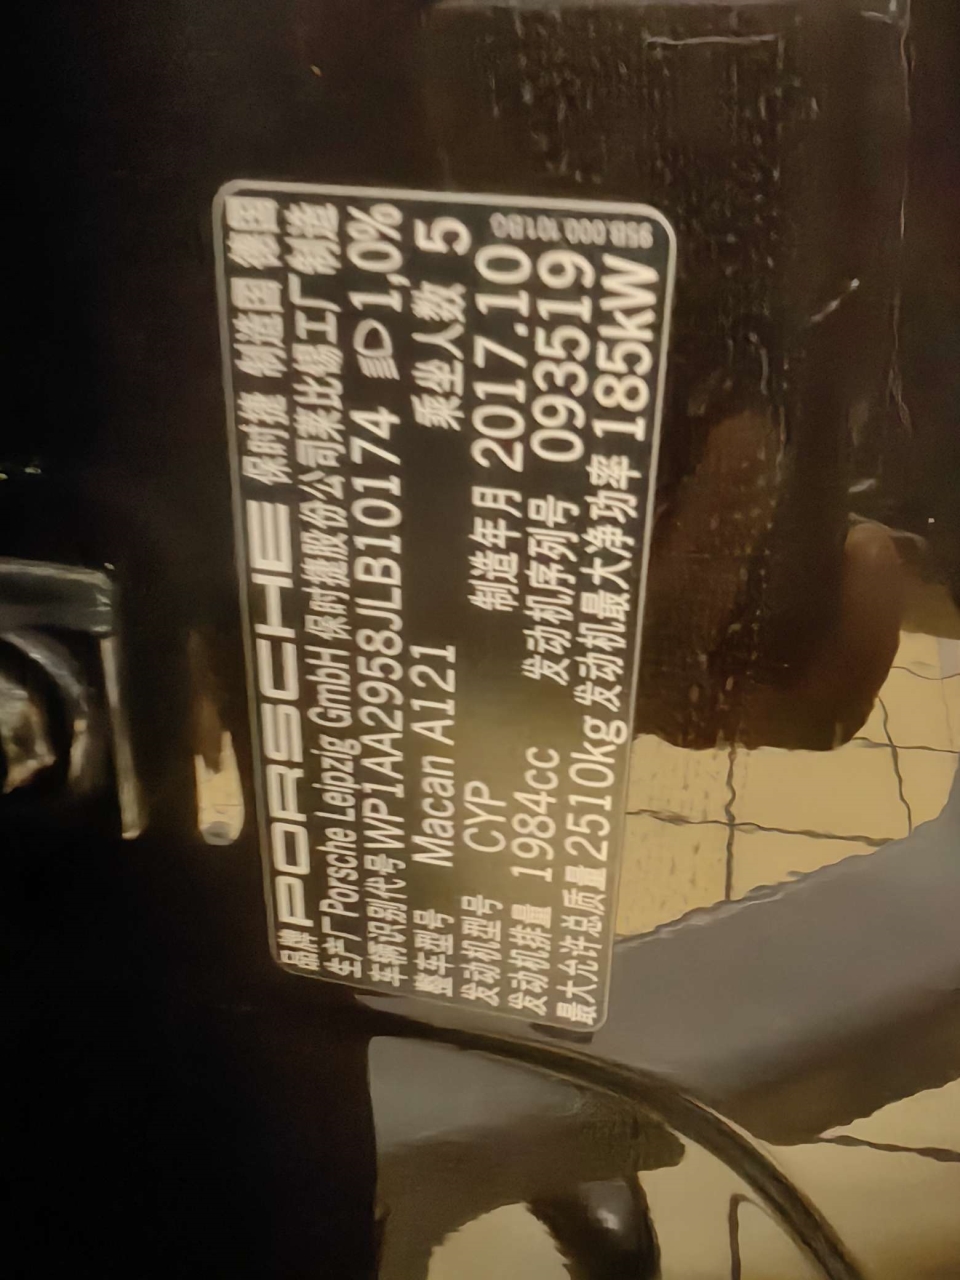 品牌 PORSCHE 保时捷 制造国 德国
生产厂 Porsche Leipzig GmbH 保时捷股份公司莱比锡工厂 制造
车辆识别代号 WP1AA2958JLB10174 1,0%
整车型号 Macan A121 乘坐人数 5
发动机型号 CYP 制造年月 2017.10
发动机排量 1984cc 发动机序列号 093519
最大允许总质量 2510kg 发动机最大净功率 185kW
95B.000.101.BG